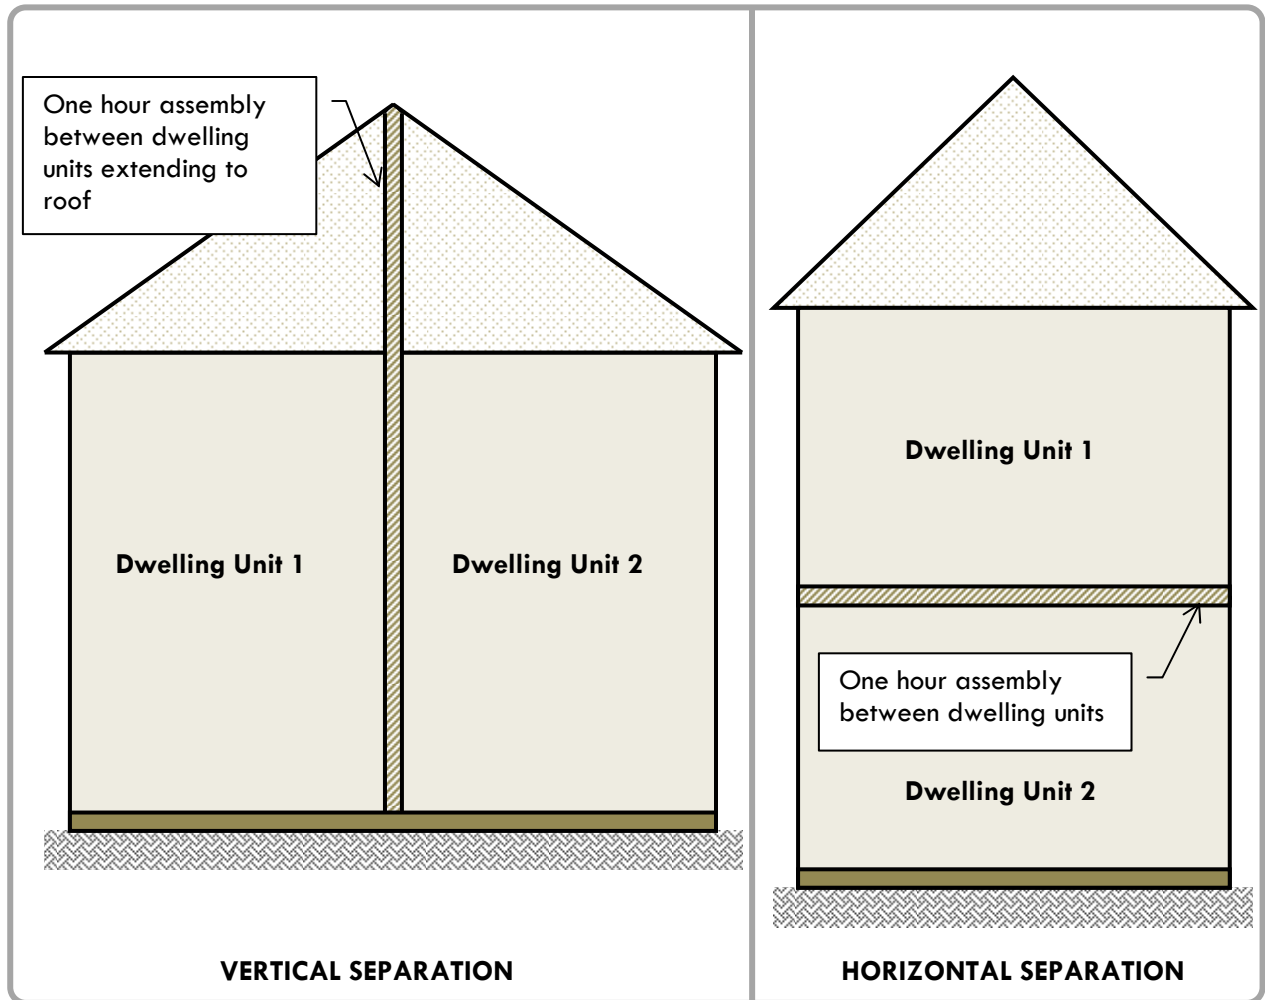 One hour assembly
between dwelling
units extending to
roof
Dwelling Unit 1
Dwelling Unit 2
VERTICAL SEPARATION
Dwelling Unit 1
One hour assembly
between dwelling units
Dwelling Unit 2
HORIZONTAL SEPARATION